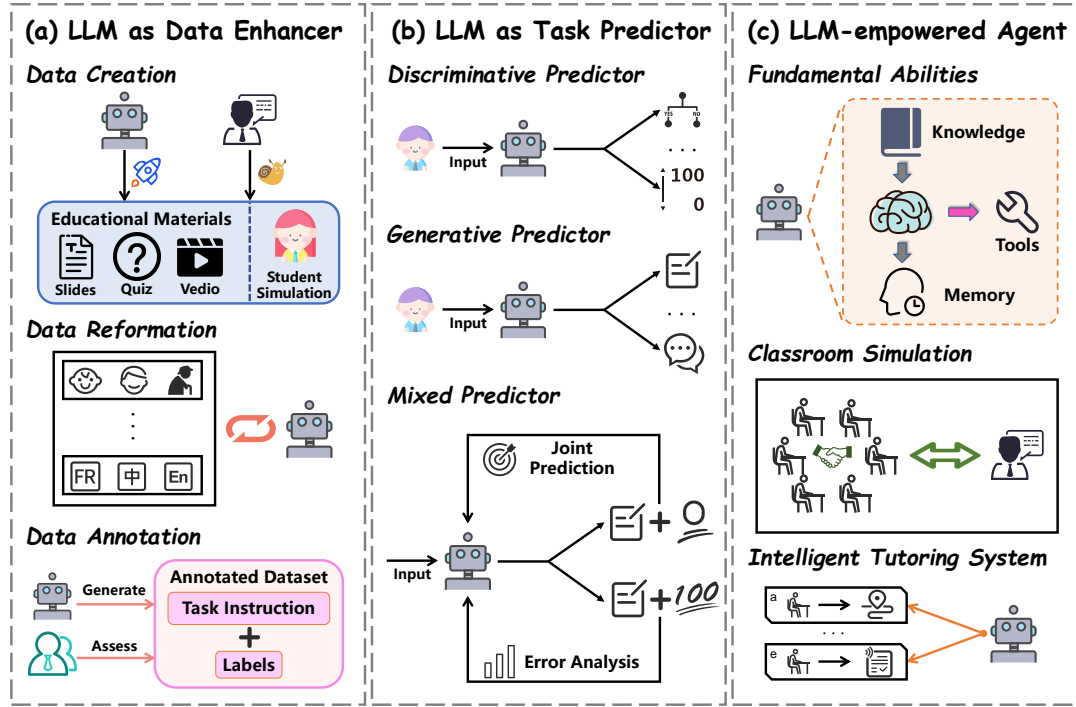 (a) LLM as Data Enhancer
Data Creation
Educational Materials
Slides
Quiz
Vedio
Student
Simulation
Data Reformation
FR
中
En
Data Annotation
Generate
Assess
Annotated Dataset
Task Instruction
+
Labels
(b) LLM as Task Predictor
Discriminative Predictor
Input
YES
NO
...
100
0
Generative Predictor
Input
...
Mixed Predictor
Joint
Prediction
Input
+ 0
+100
Error Analysis
(c) LLM-empowered Agent
Fundamental Abilities
Knowledge
Tools
Memory
Classroom Simulation
Intelligent Tutoring System
a
...
e